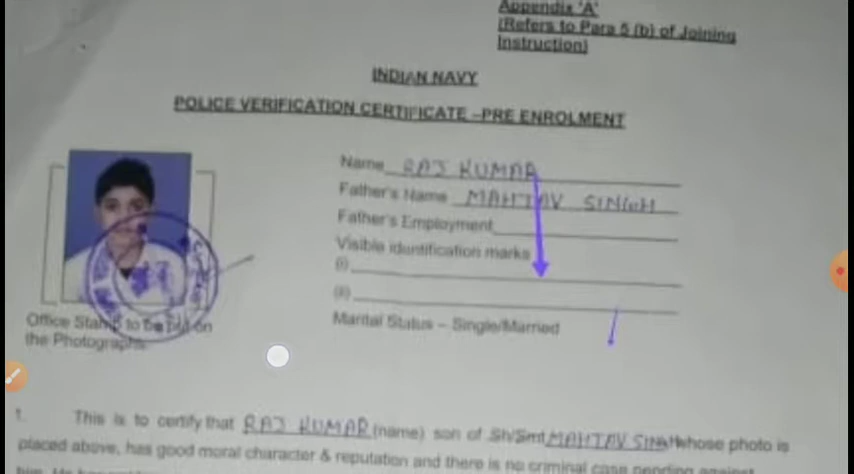 Appendix 'A'
(Refers to Para 5 (b) of Joining
Instruction)
INDIAN NAVY
POLICE VERIFICATION CERTIFICATE –PRE ENROLMENT
Name RAJ KUMAR
Father's Name MAHTAV SINGH
Father's Employment
Visible identification marks
(i)
(ii)
Marital Status – Single/Married
Office Stamp to be put on
the Photograph
1. This is to certify that RAJ KUMAR (name) son of Sh/Smt MAHTAV SINGH whose photo is
placed above, has good moral character & reputation and there is no criminal case pending against
him. He has